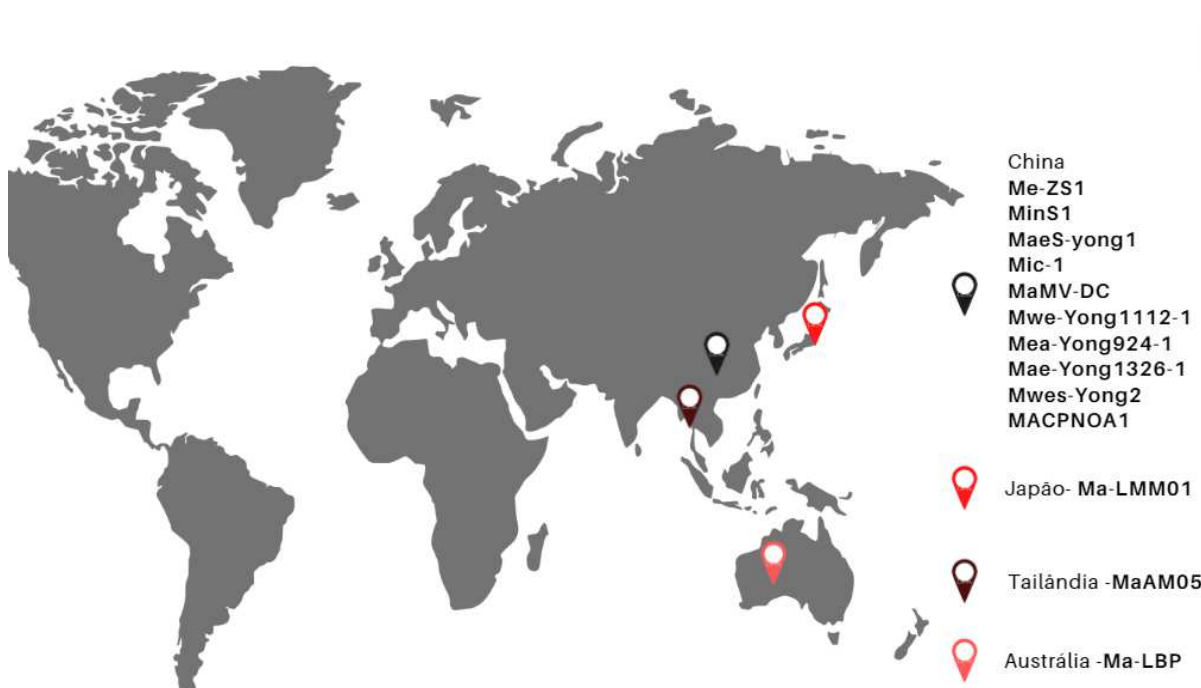 China
Me-ZS1
MinS1
MaeS-yong1
Mic-1
MaMV-DC
Mwe-Yong1112-1
Mea-Yong924-1
Mae-Yong1326-1
Mwes-Yong2
MACPNOA1
Japão- Ma-LMM01
Tailândia -MaAM05
Austrália -Ma-LBP